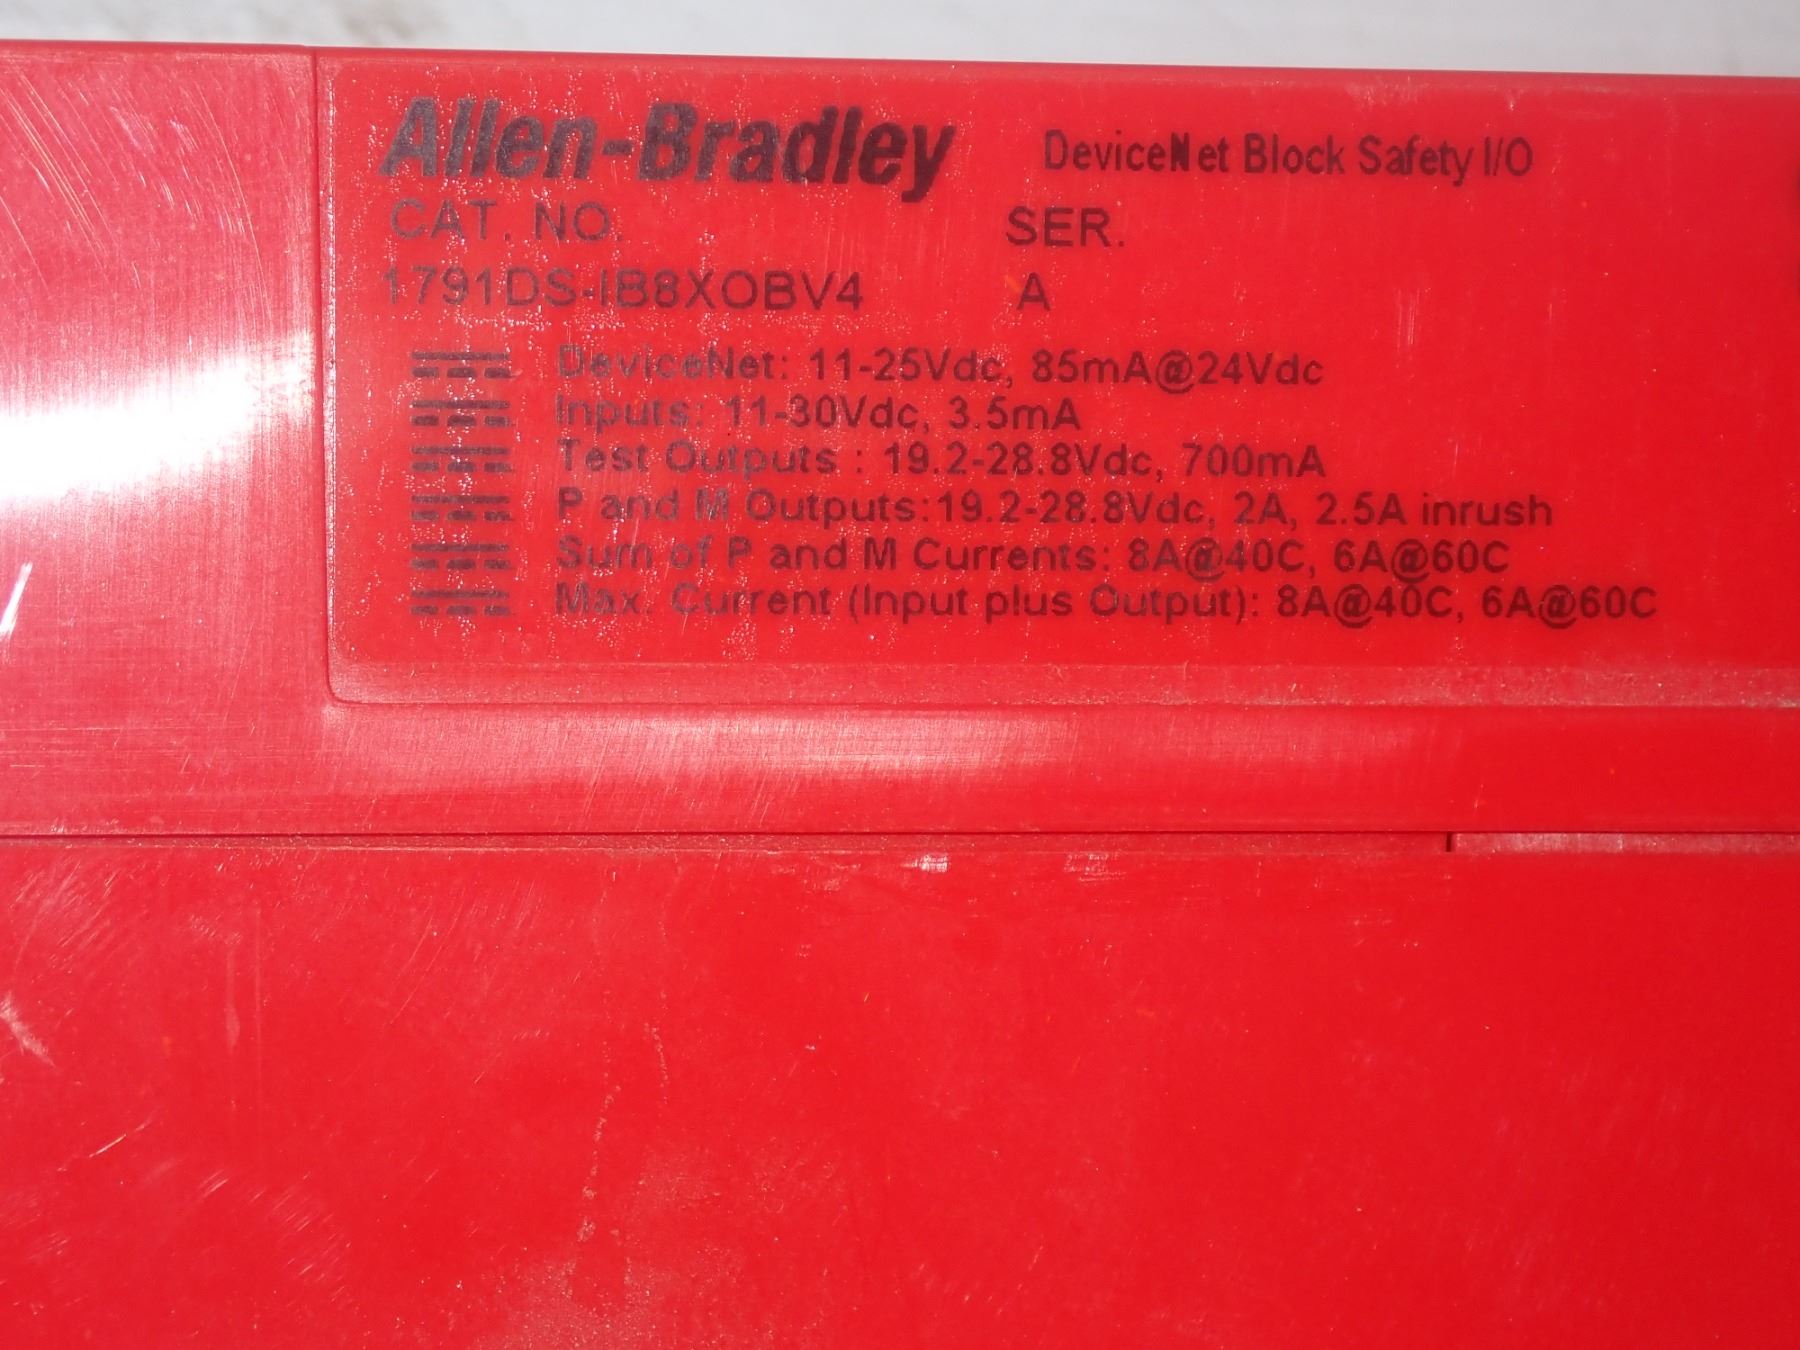 Allen-Bradley DeviceNet Block Safety I/O
CAT. NO. SER.
1791DS-IB8XOBV4 A
DeviceNet: 11-25Vdc, 85mA@24Vdc
Inputs: 11-30Vdc, 3.5mA
Test Outputs : 19.2-28.8Vdc, 700mA
P and M Outputs:19.2-28.8Vdc, 2A, 2.5A inrush
Sum of P and M Currents: 8A@40C, 6A@60C
Max. Current (Input plus Output): 8A@40C, 6A@60C